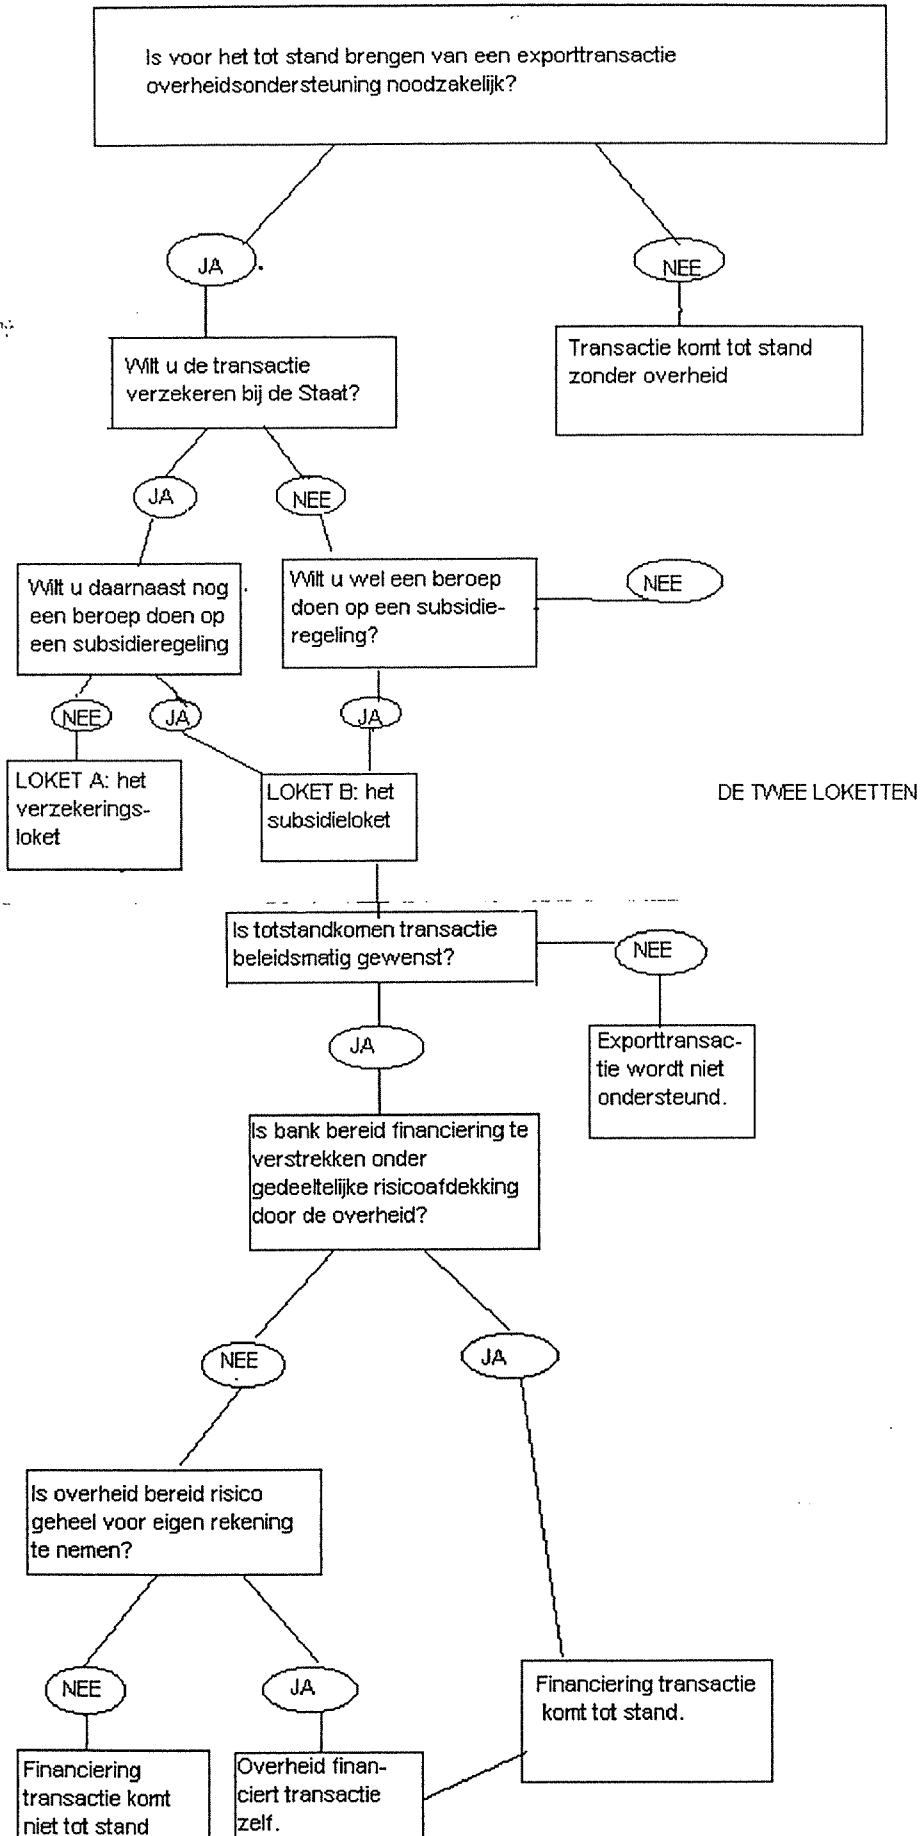 Is voor het tot stand brengen van een exporttransactie
overheidsondersteuning noodzakelijk?
JA
NEE
Wilt u de transactie
verzekeren bij de Staat?
Transactie komt tot stand
zonder overheid
JA
NEE
Wilt u daarnaast nog
een beroep doen op
een subsidieregeling
Wilt u wel een beroep
doen op een subsidie-
regeling?
NEE
NEE
JA
JA
LOKET A: het
verzekerings-
loket
LOKET B: het
subsidieloket
DE TWEE LOKETTEN
Is totstandkomen transactie
beleidsmatig gewenst?
NEE
JA
Exporttransac-
tie wordt niet
ondersteund.
Is bank bereid financiering te
verstrekken onder
gedeeltelijke risicoafdekking
door de overheid?
NEE
JA
Is overheid bereid risico
geheel voor eigen rekening
te nemen?
NEE
JA
Financiering transactie
komt tot stand.
Financiering
transactie komt
niet tot stand
Overheid finan-
ciert transactie
zelf.